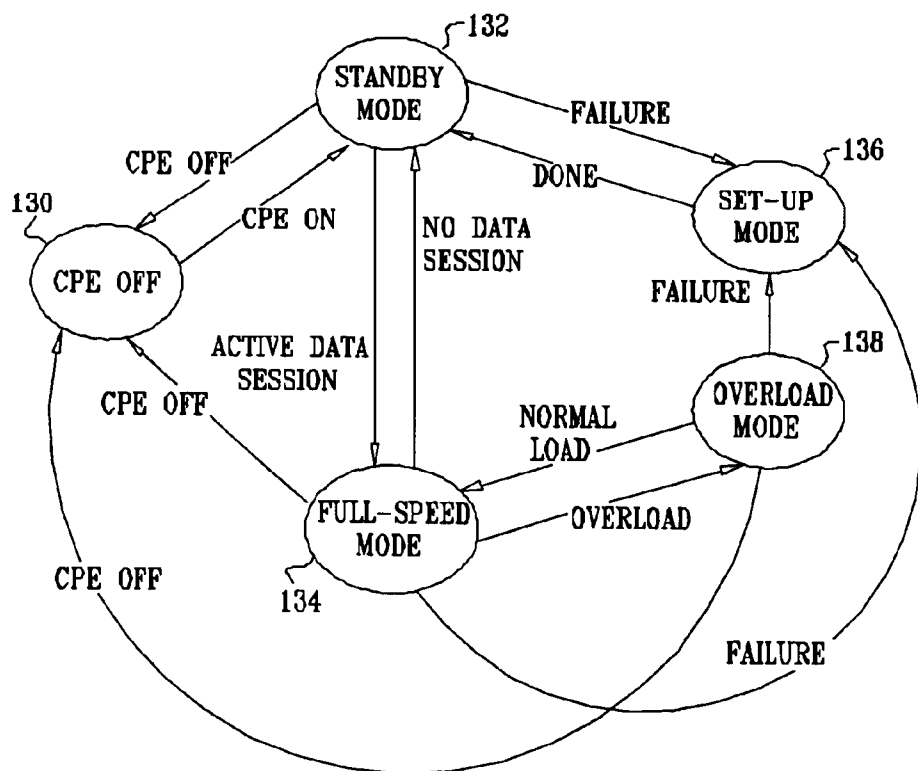 132
STANDBY
MODE
FAILURE
136
CPE OFF
DONE
SET-UP
MODE
130
CPE ON
NO DATA
SESSION
CPE OFF
FAILURE
138
ACTIVE DATA
SESSION
OVERLOAD
MODE
CPE OFF
NORMAL
LOAD
FULL-SPEED
MODE
OVERLOAD
134
CPE OFF
FAILURE